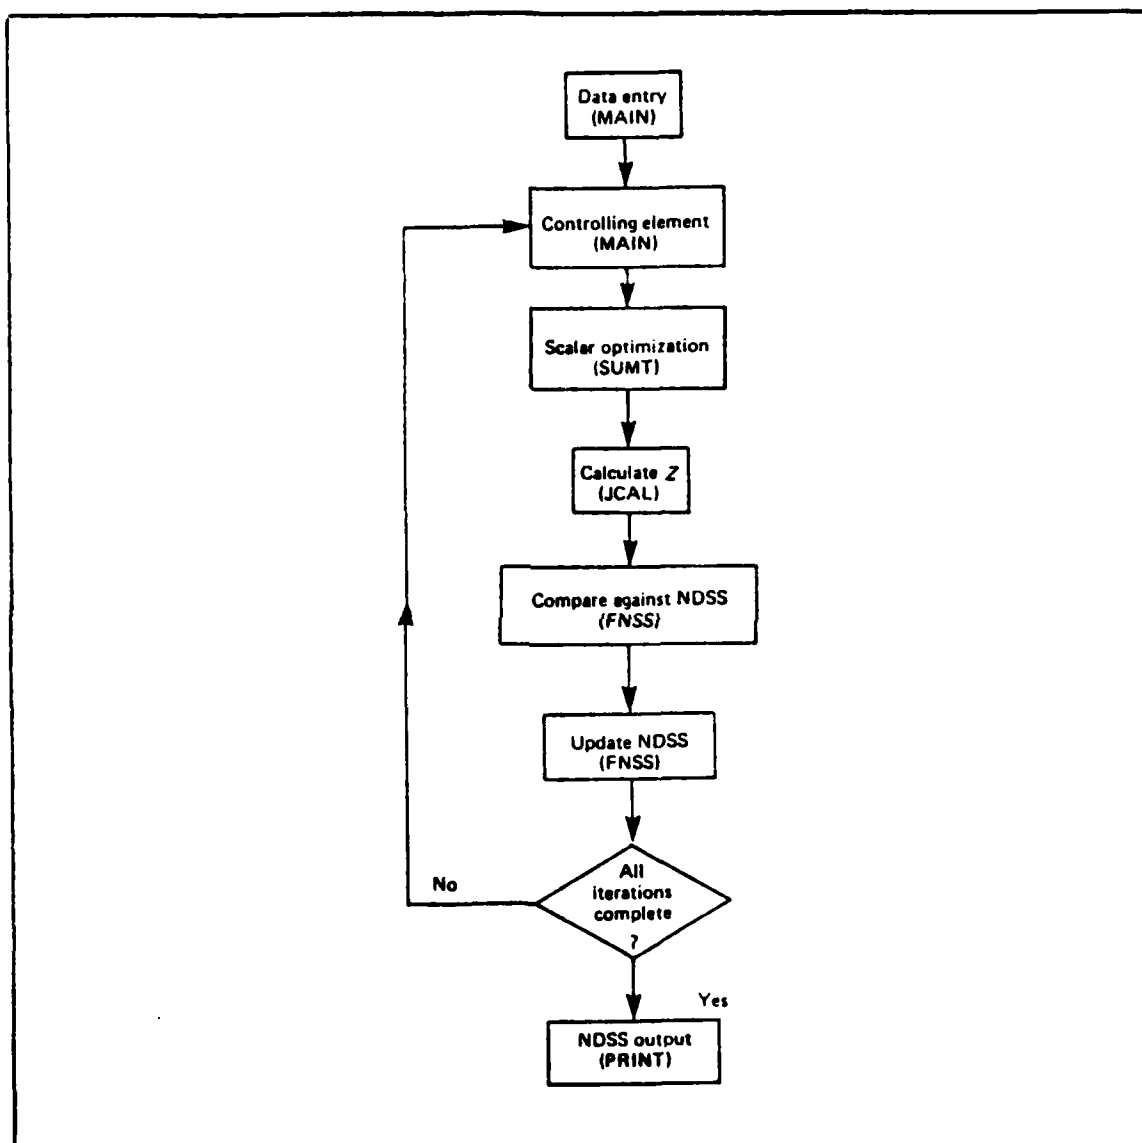 Data entry
(MAIN)
Controlling element
(MAIN)
Scalar optimization
(SUMT)
Calculate Z
(JCAL)
Compare against NDSS
(FNSS)
Update NDSS
(FNSS)
All
iterations
complete
?
No
Yes
NDSS output
(PRINT)